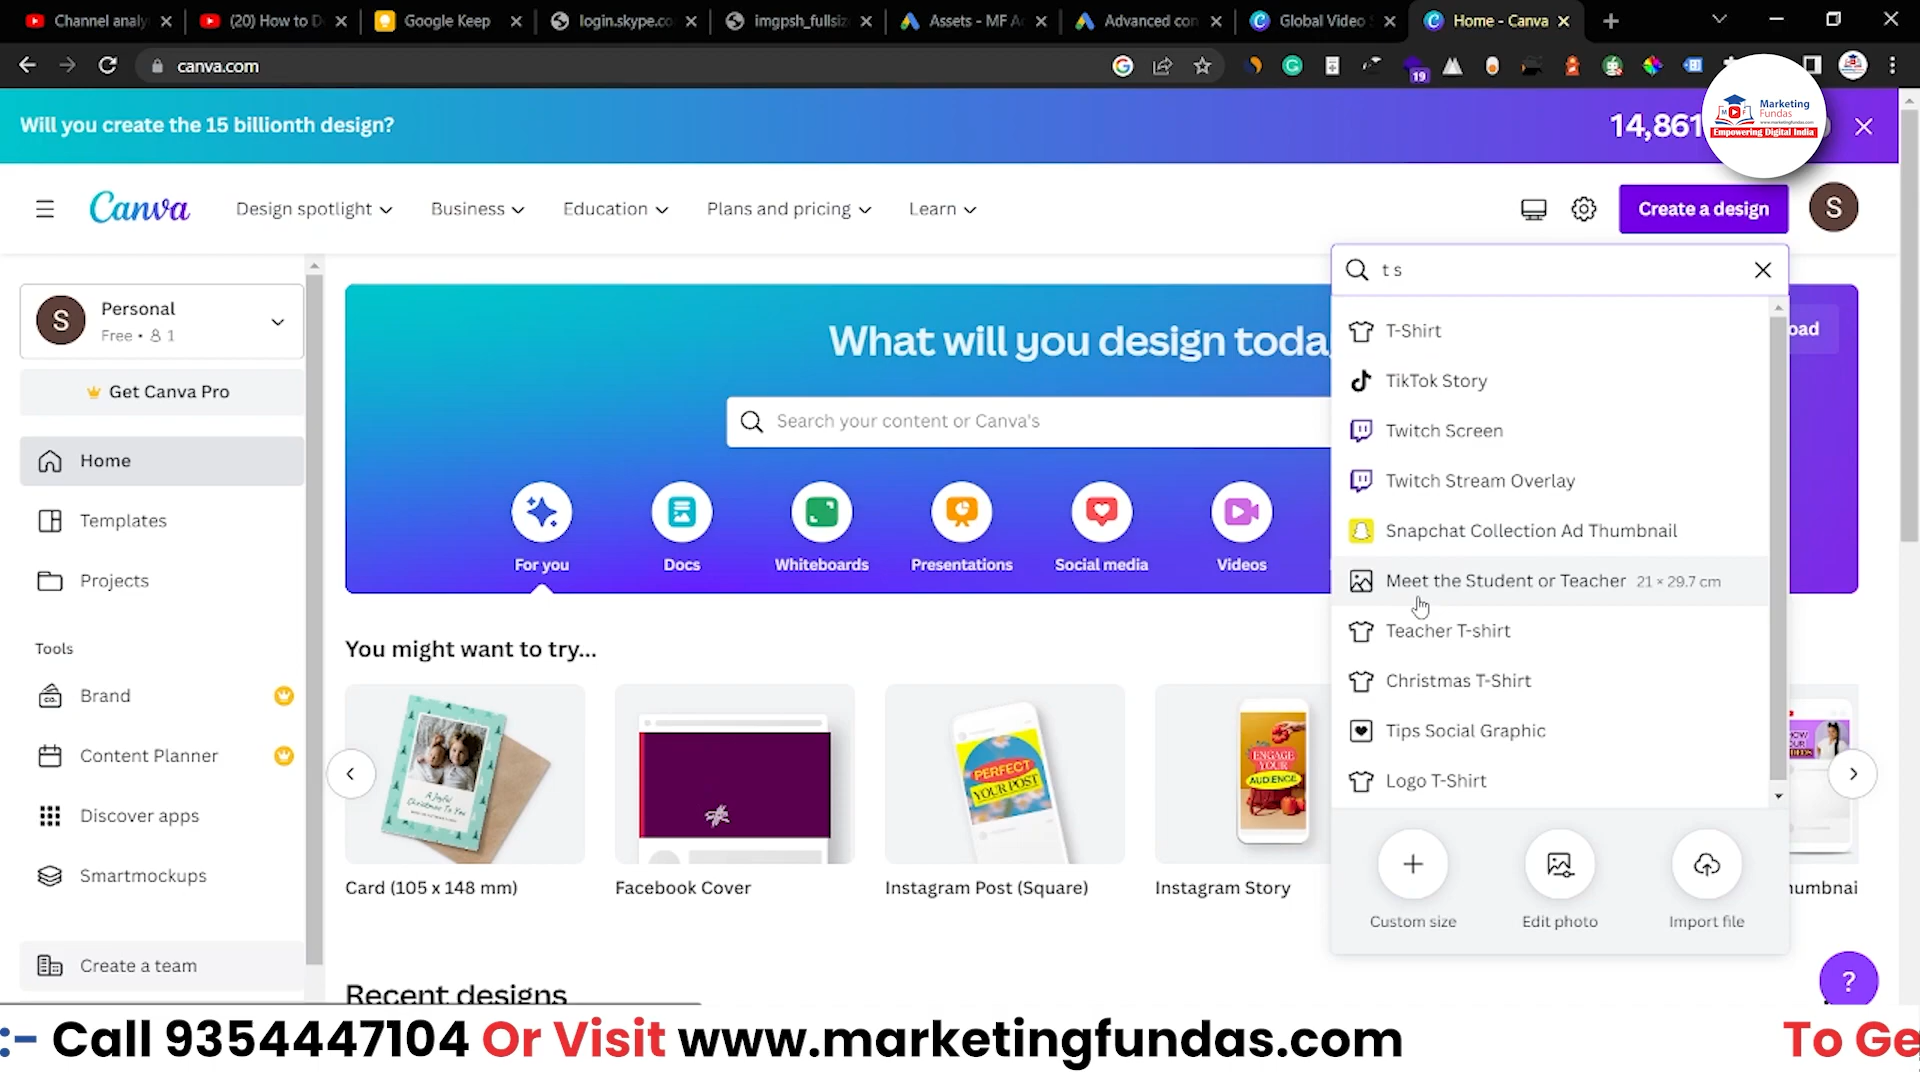 Channel analy
(20) How to D
Google Keep
login.skype.co
imgpsh_fullsiz
Assets - MF A
Advanced con
Global Video
Home - Canva
canva.com
19
Will you create the 15 billionth design?
14,861
Marketing
Fundas
www.marketingfundas.com
Empowering Digital India
Canva
Design spotlight
Business
Education
Plans and pricing
Learn
Create a design
S
t s
S
Personal
Free • 1
Get Canva Pro
Home
Templates
Projects
Tools
Brand
Content Planner
Discover apps
Smartmockups
Create a team
What will you design toda
oad
Search your content or Canva's
For you
Docs
Whiteboards
Presentations
Social media
Videos
T-Shirt
TikTok Story
Twitch Screen
Twitch Stream Overlay
Snapchat Collection Ad Thumbnail
Meet the Student or Teacher 21 × 29.7 cm
Teacher T-shirt
Christmas T-Shirt
Tips Social Graphic
Logo T-Shirt
Custom size
Edit photo
Import file
You might want to try...
A Joyful
Christmas To You
PERFECT
YOUR POST
ENGAGE
YOUR
AUDIENCE
Card (105 x 148 mm)
Facebook Cover
Instagram Post (Square)
Instagram Story
humbnai
Recent designs
?
:- Call 9354447104 Or Visit www.marketingfundas.com
To Ge